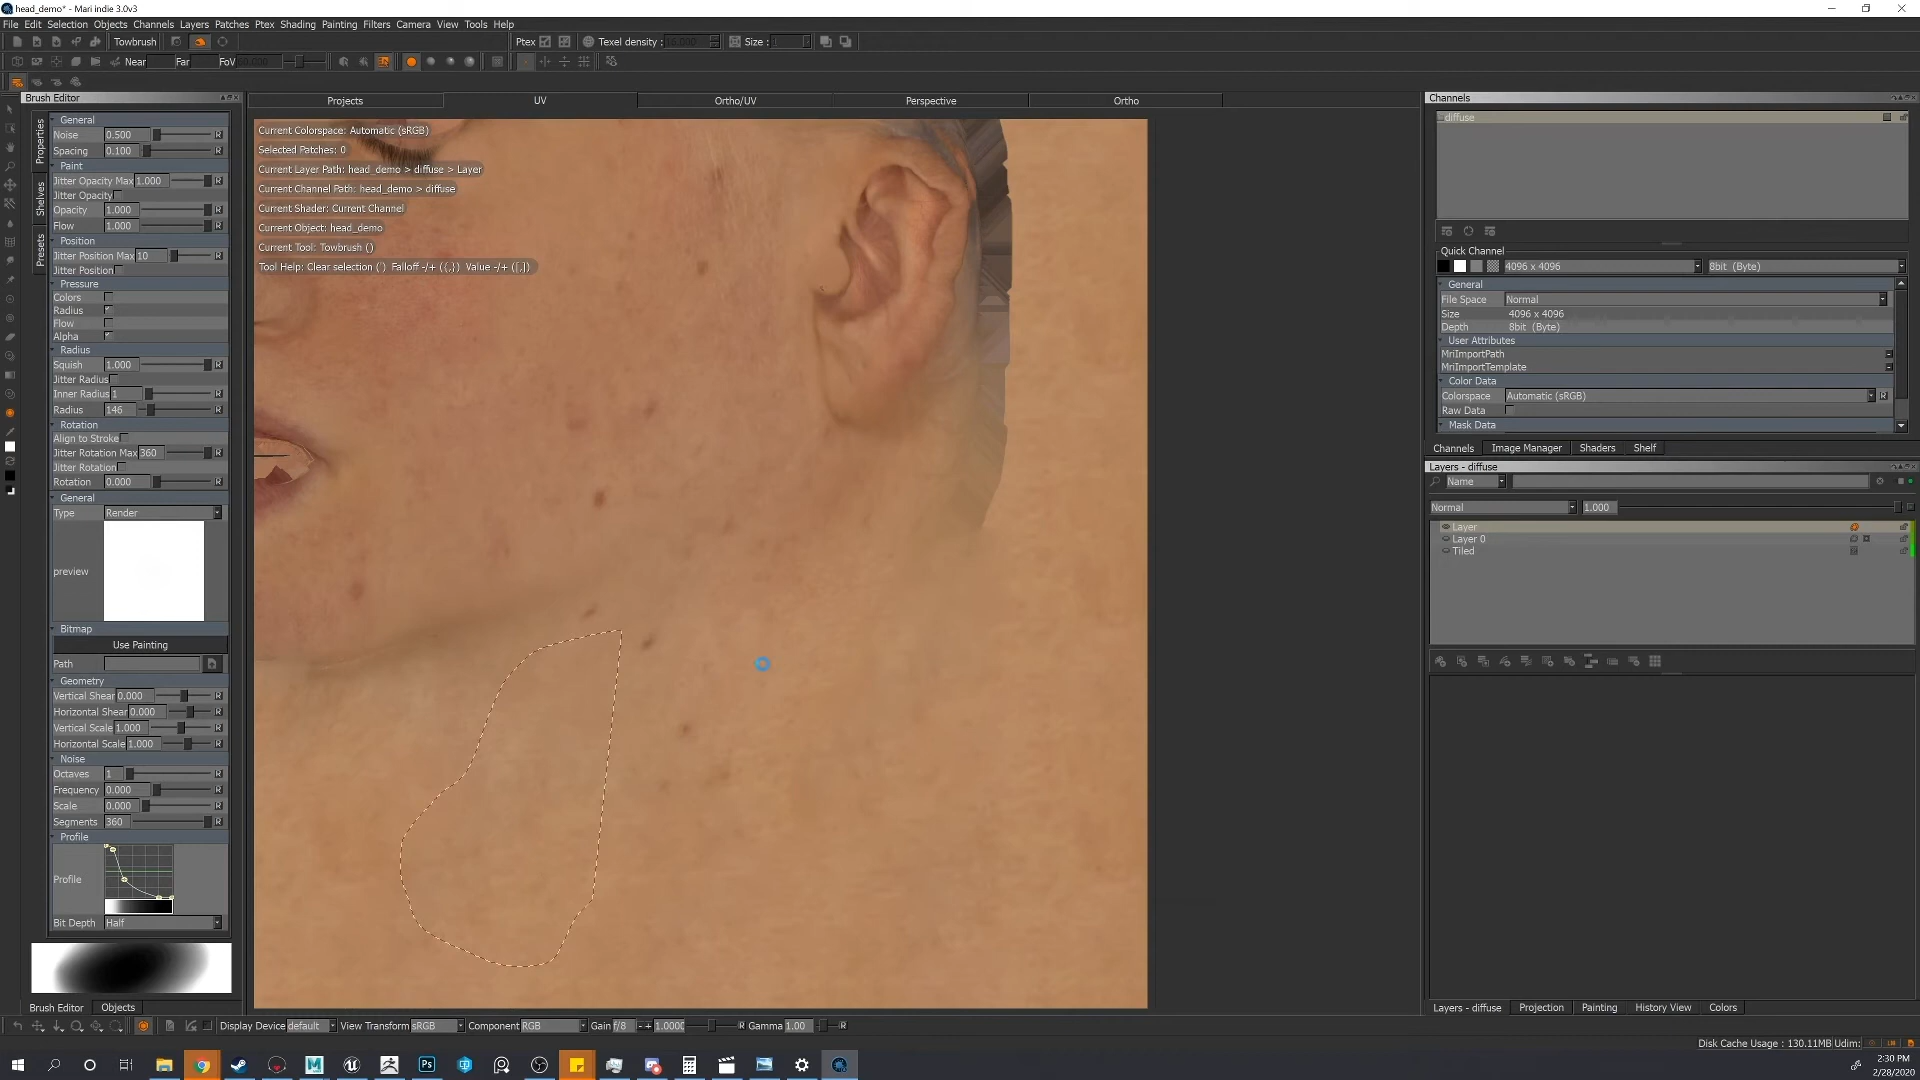 head_demo* - Mari indie 3.0v3
File Edit Selection Objects Channels Layers Patches Ptex Shading Painting Filters Camera View Tools Help
Towbrush Ptex Texel density : Size :
Near Far FoV
Brush Editor
Projects UV Ortho/UV Perspective Ortho
Properties
Shelves
Presets
General
Noise 0.500 R
Spacing 0.100 R
Paint
Jitter Opacity Max 1.000 R
Jitter Opacity
Opacity 1.000 R
Flow 1.000 R
Position
Jitter Position Max 10 R
Jitter Position
Pressure
Colors
Radius
Flow
Alpha
Radius
Squish 1.000 R
Jitter Radius
Inner Radius 1 R
Radius 146 R
Rotation
Align to Stroke
Jitter Rotation Max 360 R
Jitter Rotation
Rotation 0.000 R
General
Type Render
preview
Bitmap
Use Painting
Path
Geometry
Vertical Shear 0.000 R
Horizontal Shear 0.000 R
Vertical Scale 1.000 R
Horizontal Scale 1.000 R
Noise
Octaves 1 R
Frequency 0.000 R
Scale 0.000 R
Segments 360 R
Profile
Profile
Bit Depth Half
Brush Editor Objects
Current Colorspace: Automatic (sRGB)
Selected Patches: 0
Current Layer Path: head_demo > diffuse > Layer
Current Channel Path: head_demo > diffuse
Current Shader: Current Channel
Current Object: head_demo
Current Tool: Towbrush ()
Tool Help: Clear selection (') Falloff -/+ ({,}) Value -/+ ([,])
Channels
diffuse
Quick Channel
4096 x 4096 8bit (Byte)
General
File Space Normal
Size 4096 x 4096
Depth 8bit (Byte)
User Attributes
MriImportPath
MriImportTemplate
Color Data
Colorspace Automatic (sRGB) R
Raw Data
Mask Data
Channels Image Manager Shaders Shelf
Layers - diffuse
Name
Normal 1.000
Layer
Layer 0
Tiled
Layers - diffuse Projection Painting History View Colors
Display Device default View Transform sRGB Component RGB Gain f/8 - + 1.0000 R Gamma 1.00 R
Disk Cache Usage : 130.11MB Udim:
Ps
2:30 PM
2/28/2020